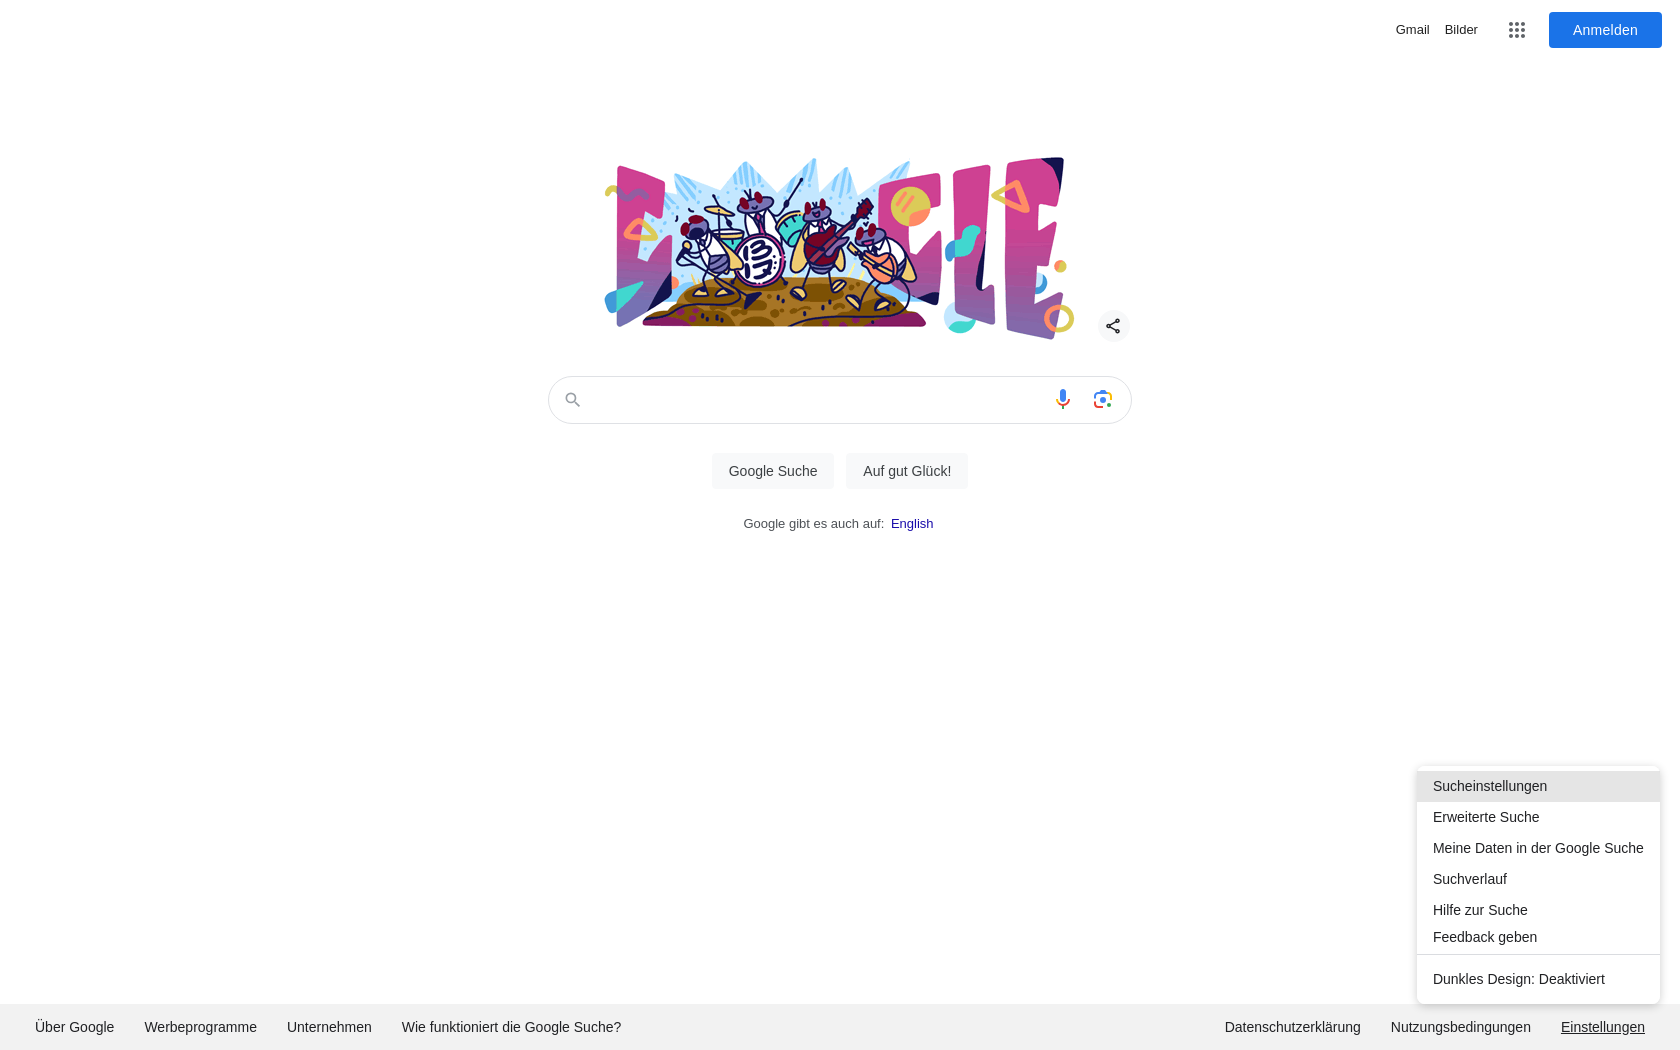 Gmail Bilder Anmelden
Google Suche Auf gut Glück!
Google gibt es auch auf: English
Sucheinstellungen
Erweiterte Suche
Meine Daten in der Google Suche
Suchverlauf
Hilfe zur Suche
Feedback geben
Dunkles Design: Deaktiviert
Über Google Werbeprogramme Unternehmen Wie funktioniert die Google Suche? Datenschutzerklärung Nutzungsbedingungen Einstellungen